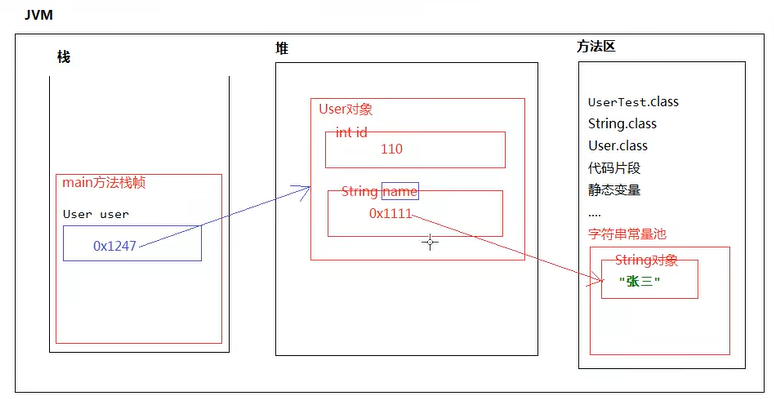 JVM
栈
main方法栈帧
User user
0x1247
堆
User对象
int id
110
String name
0x1111
方法区
UserTest.class
String.class
User.class
代码片段
静态变量
....
字符串常量池
String对象
"张三"